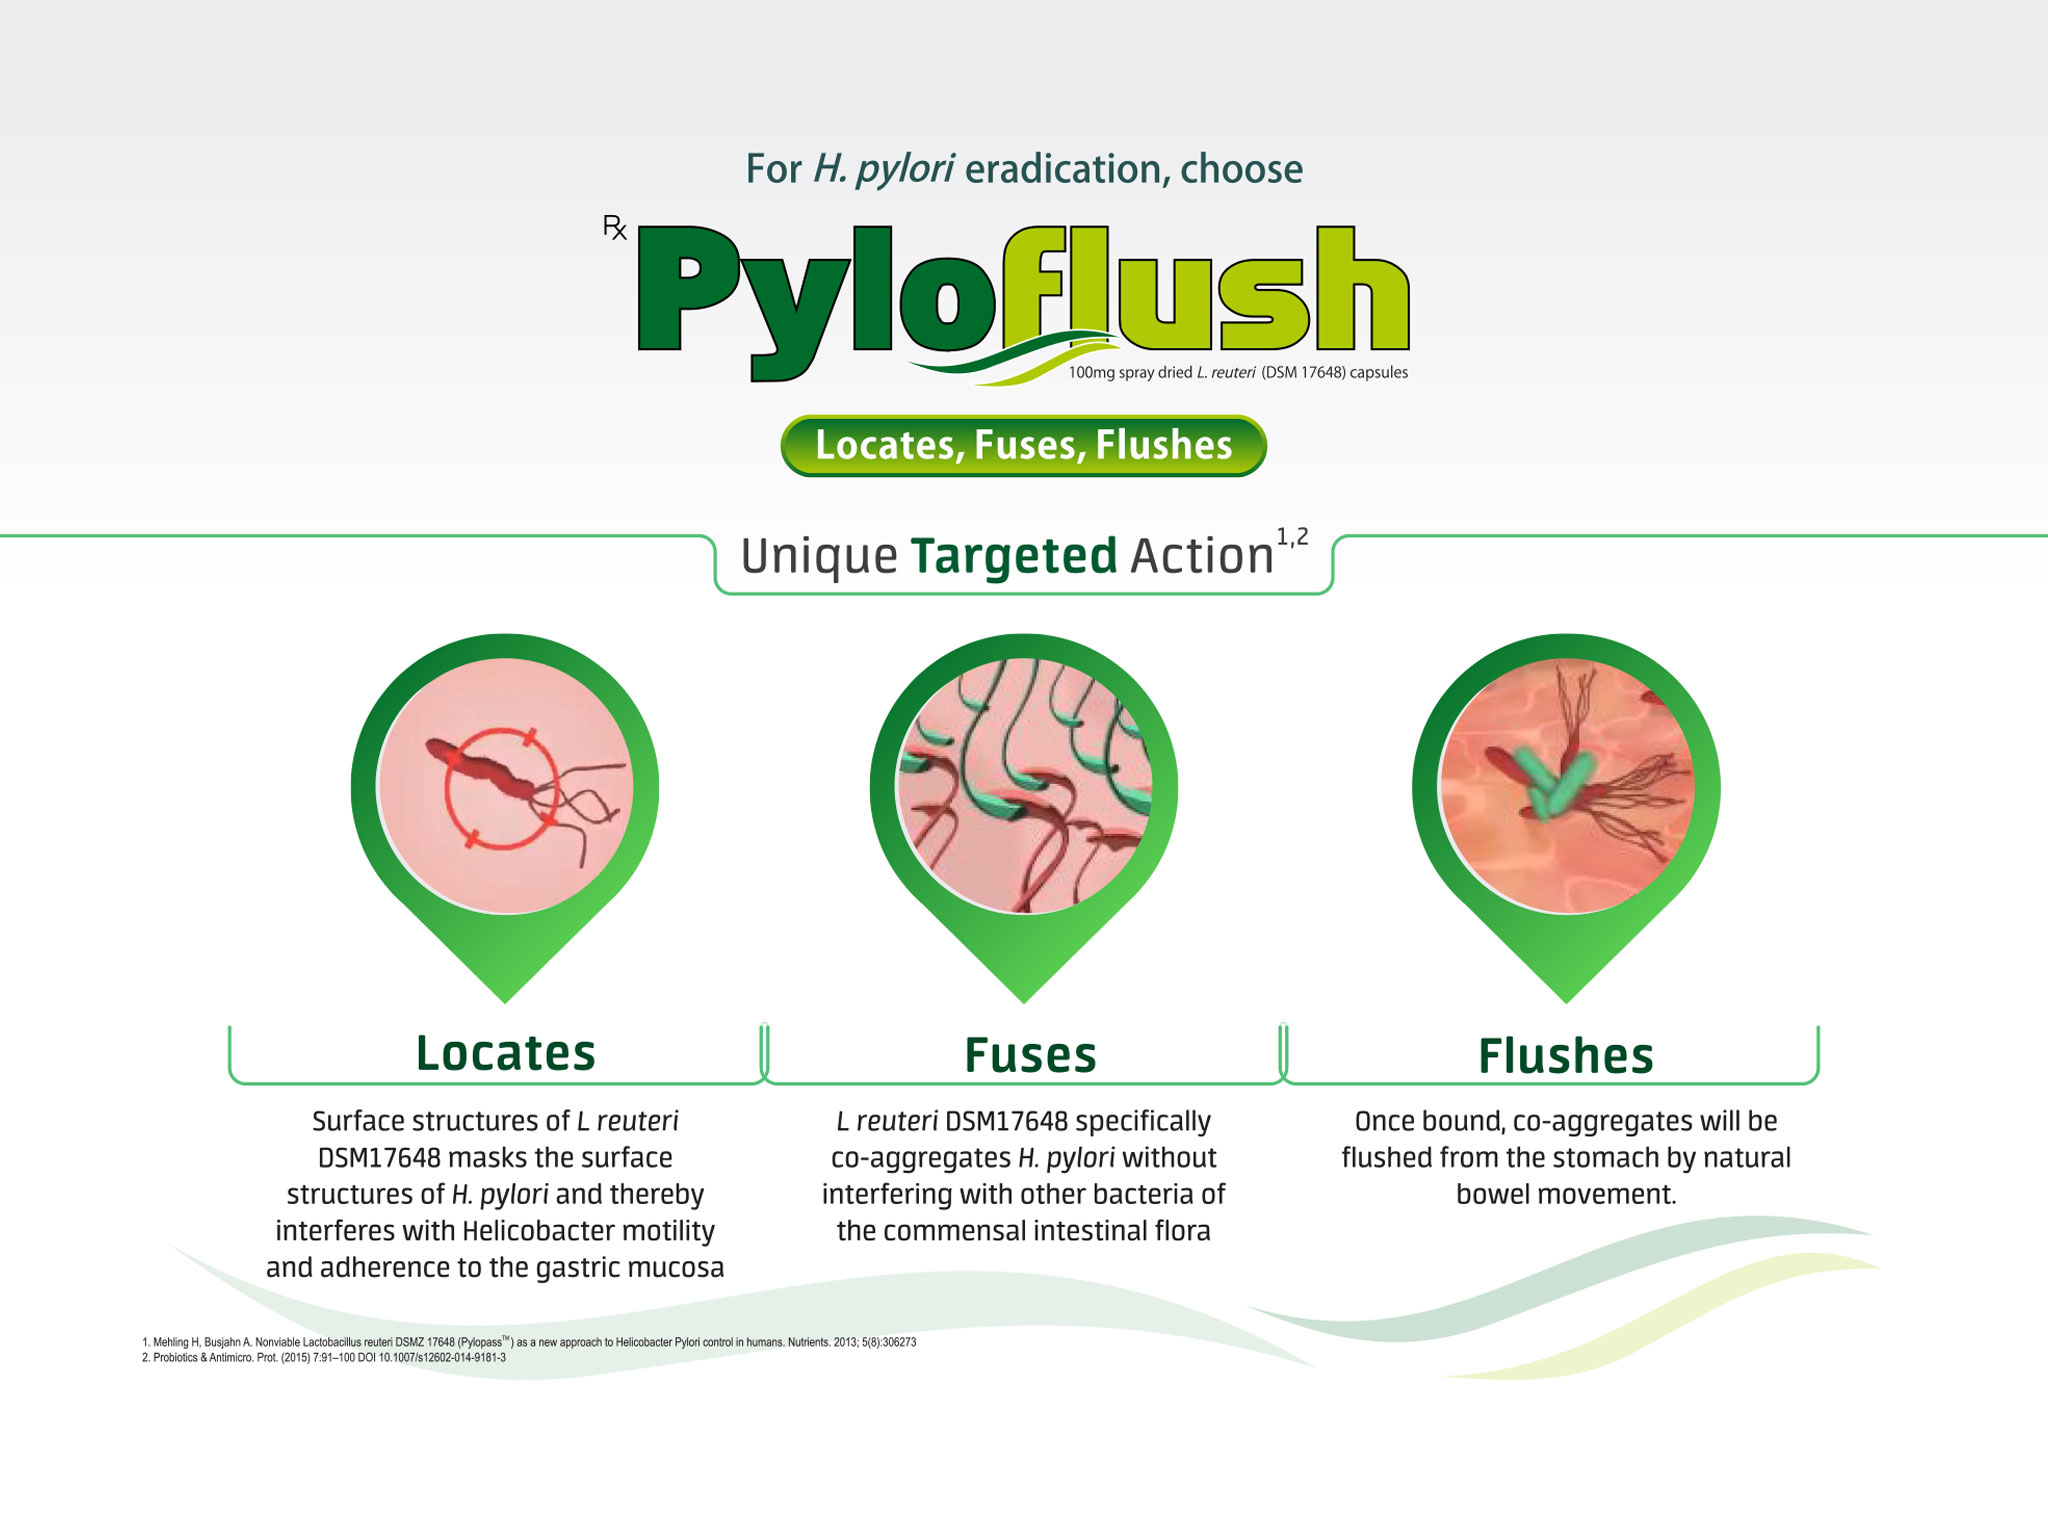 For H. pylori eradication, choose
Rx Pyloflush
100mg spray dried L. reuteri (DSM 17648) capsules
Locates, Fuses, Flushes
Unique Targeted Action1,2
Locates
Surface structures of L reuteri
DSM17648 masks the surface
structures of H. pylori and thereby
interferes with Helicobacter motility
and adherence to the gastric mucosa
Fuses
L reuteri DSM17648 specifically
co-aggregates H. pylori without
interfering with other bacteria of
the commensal intestinal flora
Flushes
Once bound, co-aggregates will be
flushed from the stomach by natural
bowel movement.
1. Mehling H, Busjahn A. Nonviable Lactobacillus reuteri DSMZ 17648 (Pylopass™) as a new approach to Helicobacter Pylori control in humans. Nutrients. 2013; 5(8):306273
2. Probiotics & Antimicro. Prot. (2015) 7:91–100 DOI 10.1007/s12602-014-9181-3